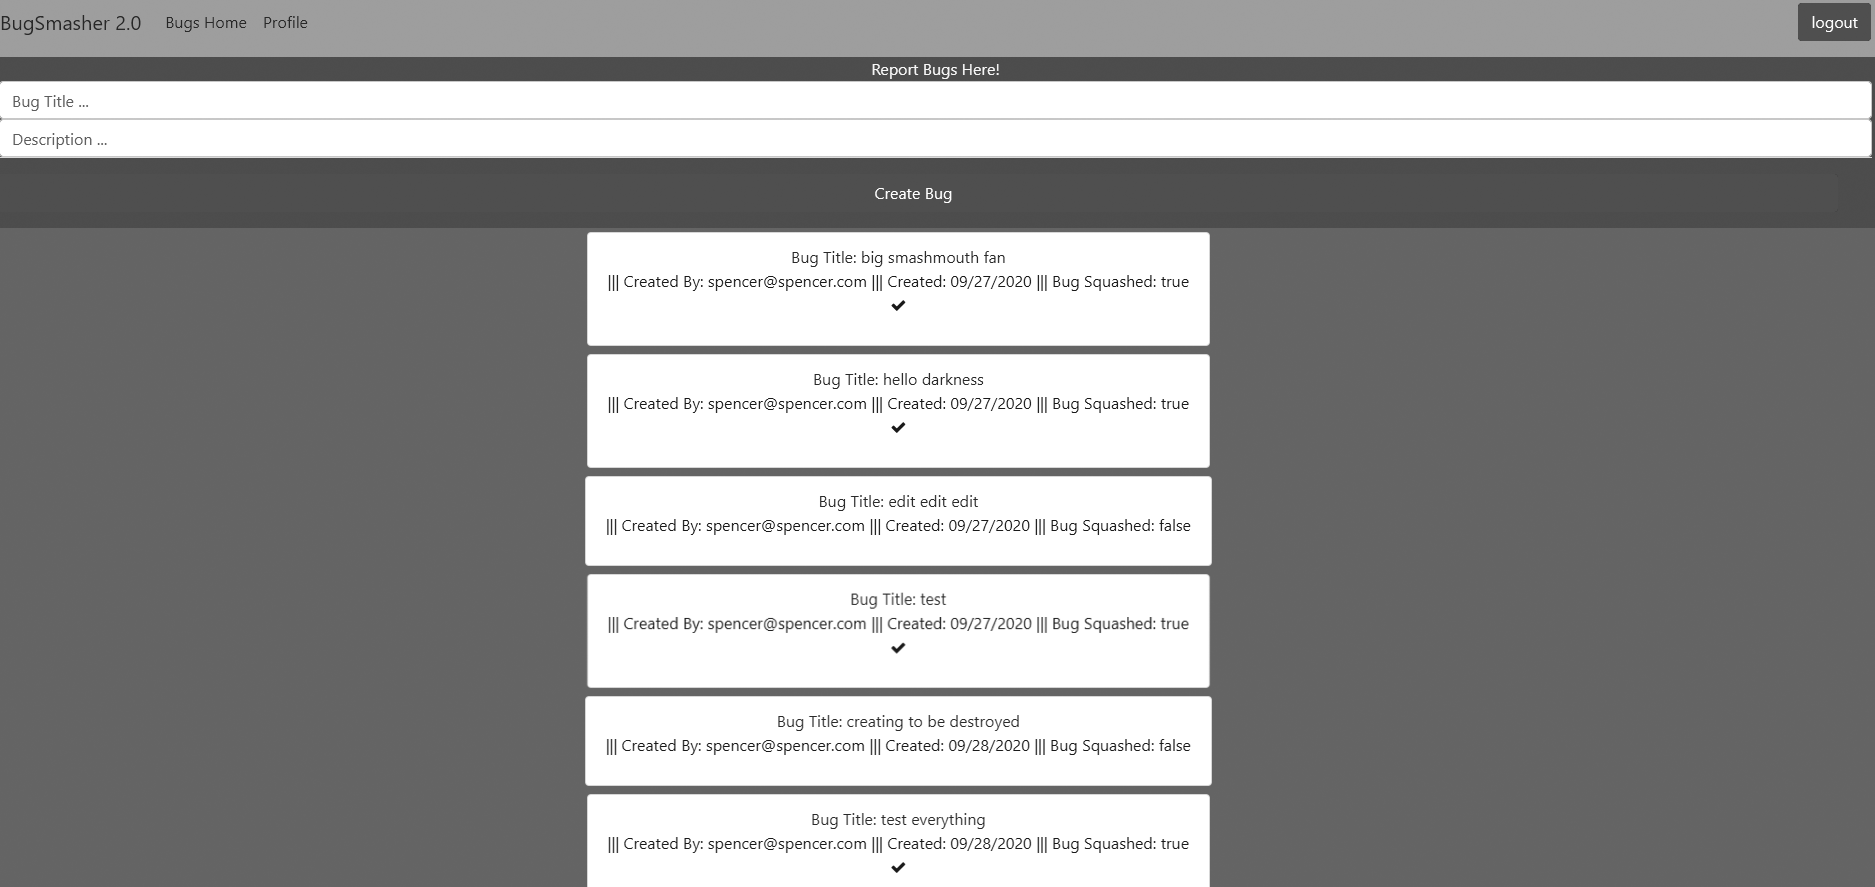 BugSmasher 2.0 Bugs Home Profile logout
Report Bugs Here!
Bug Title ...
Description ...
Create Bug
Bug Title: big smashmouth fan
||| Created By: spencer@spencer.com ||| Created: 09/27/2020 ||| Bug Squashed: true
Bug Title: hello darkness
||| Created By: spencer@spencer.com ||| Created: 09/27/2020 ||| Bug Squashed: true
Bug Title: edit edit edit
||| Created By: spencer@spencer.com ||| Created: 09/27/2020 ||| Bug Squashed: false
Bug Title: test
||| Created By: spencer@spencer.com ||| Created: 09/27/2020 ||| Bug Squashed: true
Bug Title: creating to be destroyed
||| Created By: spencer@spencer.com ||| Created: 09/28/2020 ||| Bug Squashed: false
Bug Title: test everything
||| Created By: spencer@spencer.com ||| Created: 09/28/2020 ||| Bug Squashed: true